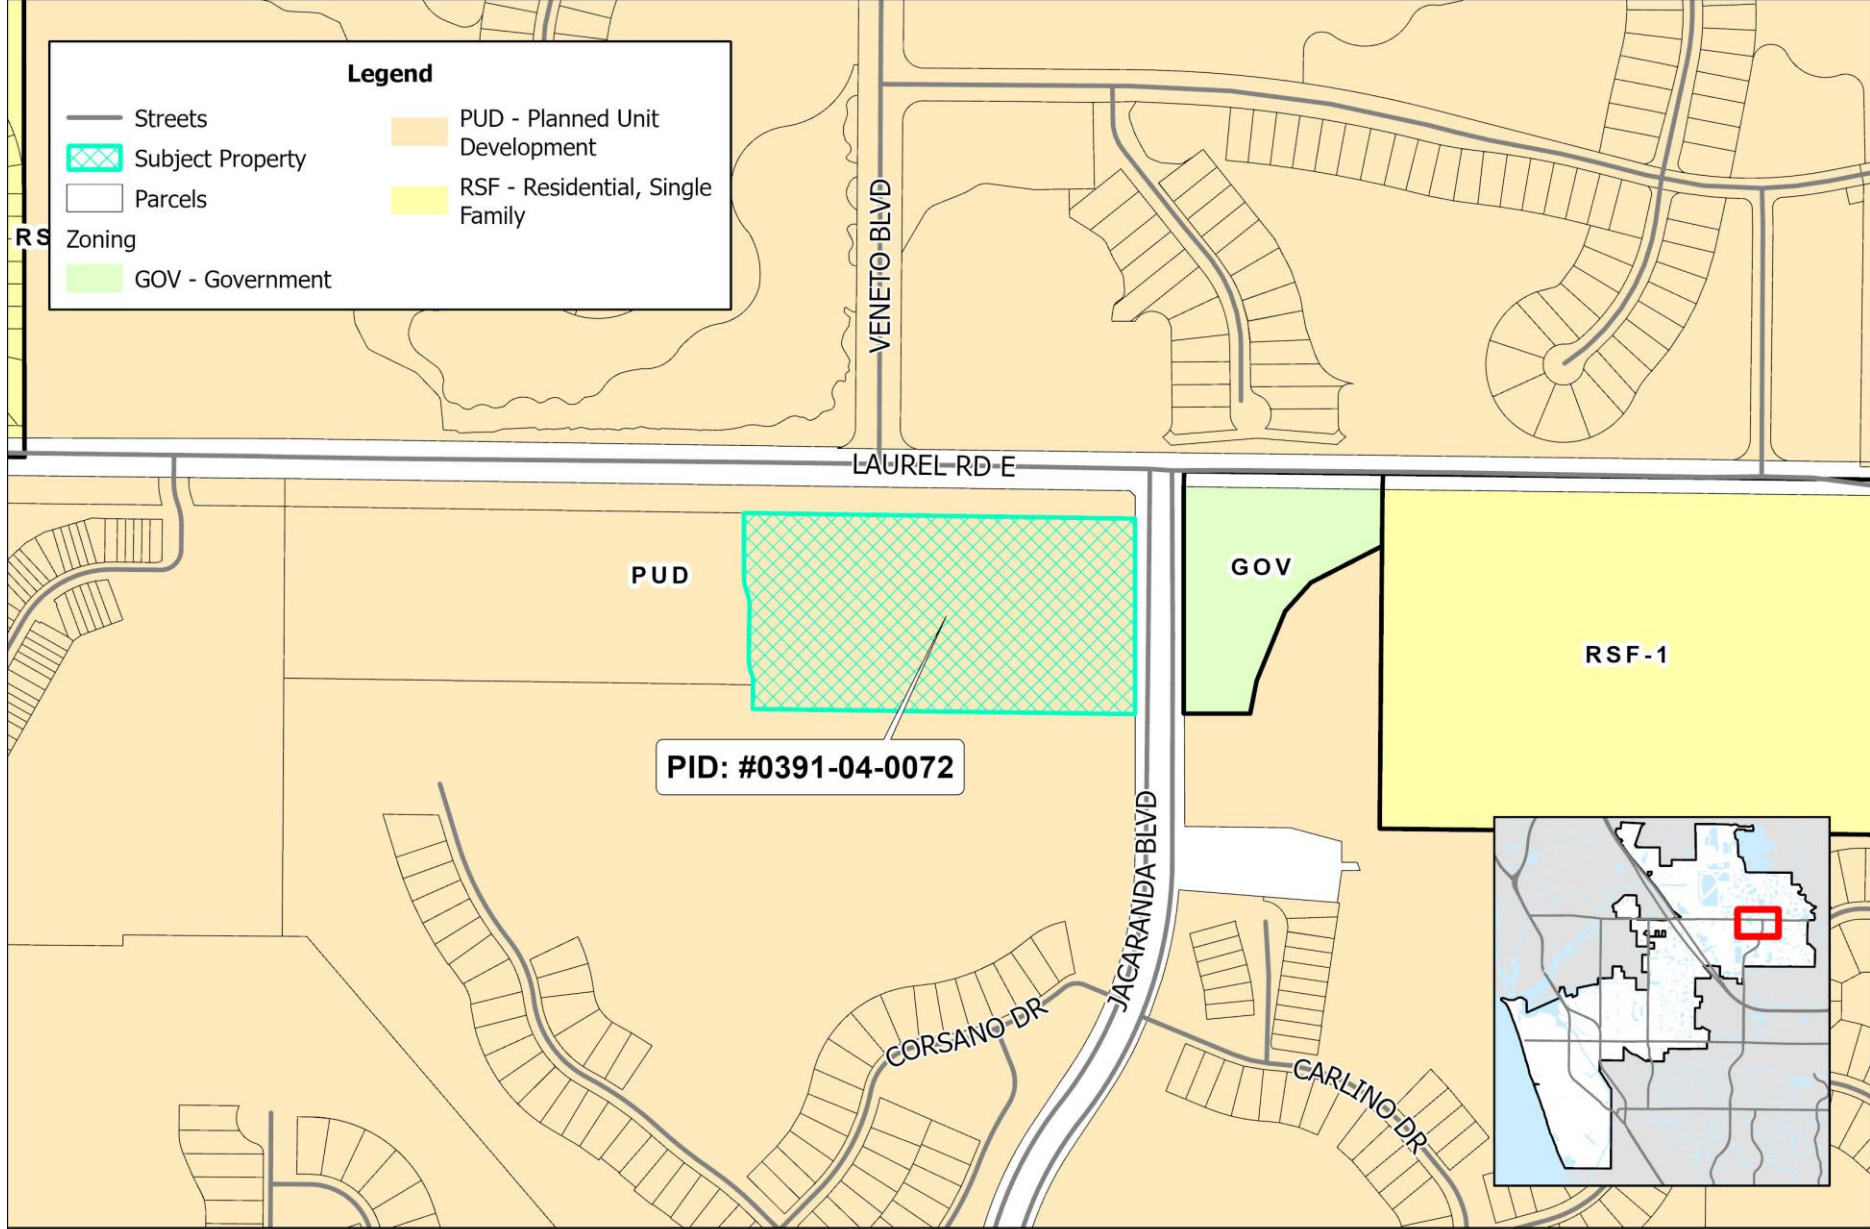 Legend
Streets
Subject Property
Parcels
Zoning
GOV - Government
PUD - Planned Unit
Development
RSF - Residential, Single
Family
RS
VENETO BLVD
LAUREL RD E
PUD
GOV
RSF-1
PID: #0391-04-0072
JACARANDA BLVD
CORSANO DR
CARLINO DR